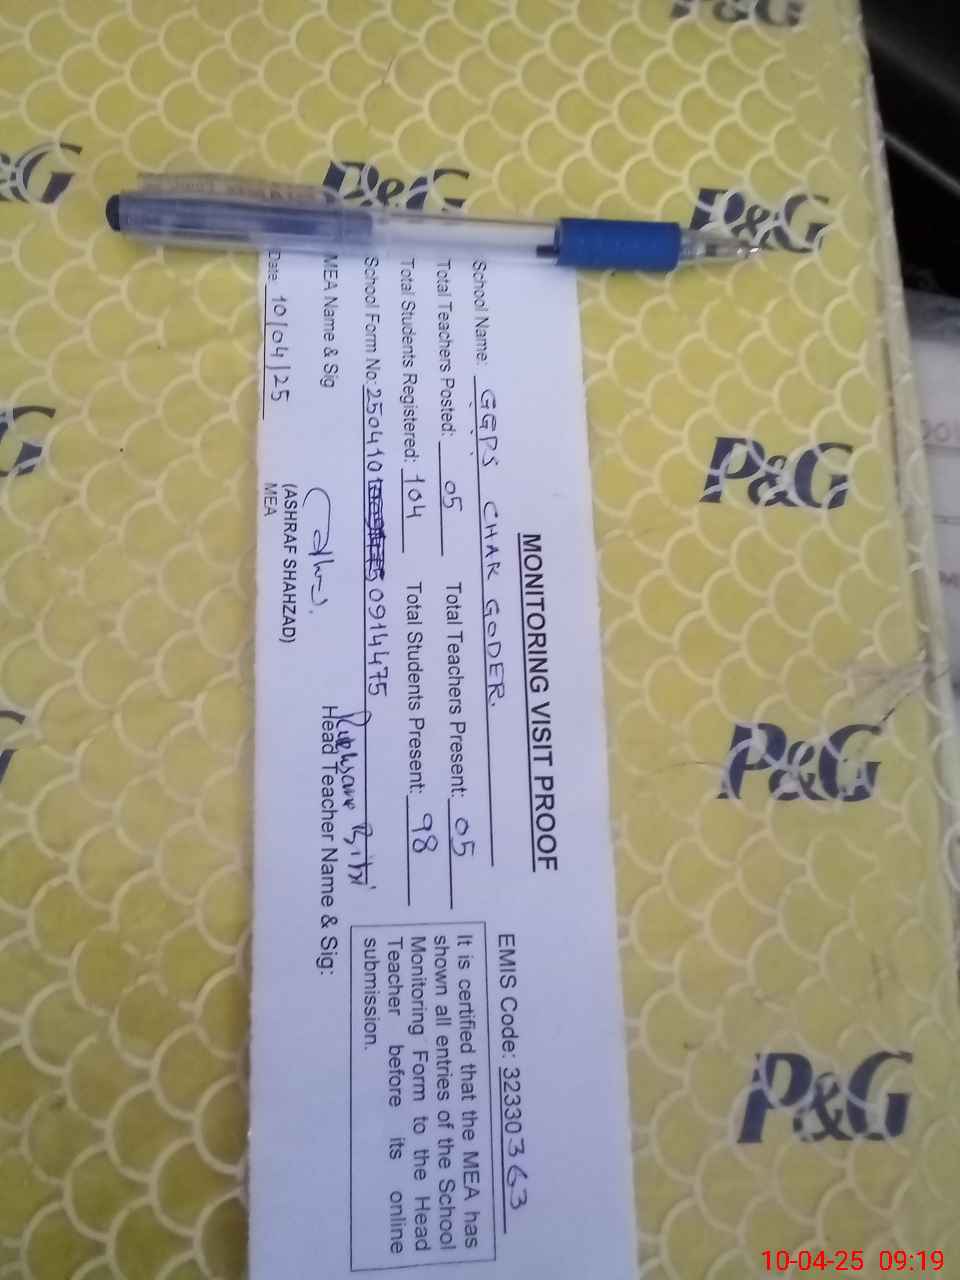 MONITORING VISIT PROOF
EMIS Code: 32330363
School Name: GGPS CHAK GODER.
Total Teachers Posted: 05 Total Teachers Present: 05
Total Students Registered: 104 Total Students Present: 98
School Form No: 250410 0914475
It is certified that the MEA has
shown all entries of the School
Monitoring Form to the Head
Teacher before its online
submission.
MEA Name & Sig
Bibi
Head Teacher Name & Sig:
(ASHRAF SHAHZAD)
MEA
Date 10/04/25
P&G
P&G
P&G
P&G
P&G
P&G
10-04-25 09:19